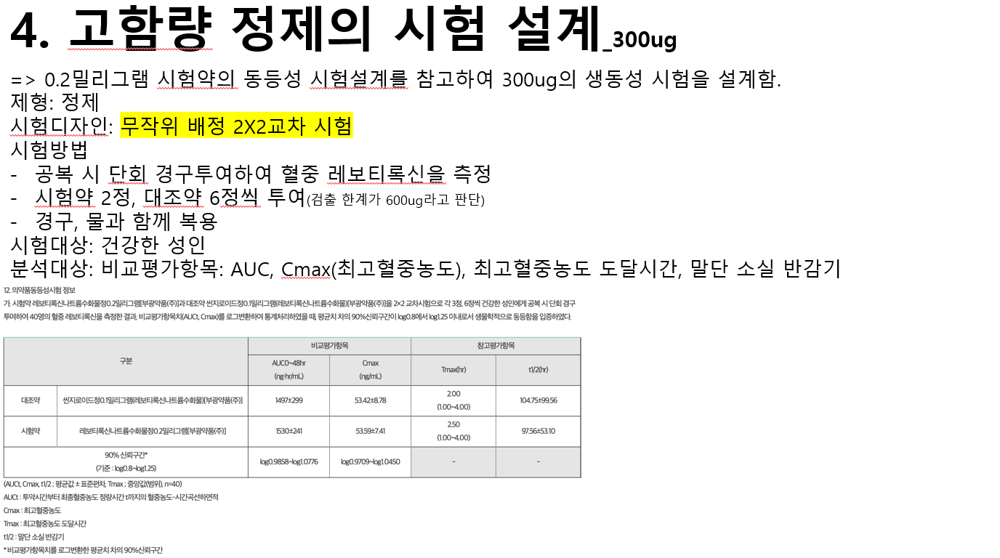 4. 고함량 정제의 시험 설계_300ug
=> 0.2밀리그램 시험약의 동등성 시험설계를 참고하여 300ug의 생동성 시험을 설계함.
제형: 정제
시험디자인: 무작위 배정 2X2교차 시험
시험방법
- 공복 시 단회 경구투여하여 혈중 레보티록신을 측정
- 시험약 2정, 대조약 6정씩 투여(검출 한계가 600ug라고 판단)
- 경구, 물과 함께 복용
시험대상: 건강한 성인
분석대상: 비교평가항목: AUC, Cmax(최고혈중농도), 최고혈중농도 도달시간, 말단 소실 반감기
12. 의약품동등성시험 정보
가. 시험약 레보티록신나트륨수화물정0.2밀리그램[부광약품(주)]과 대조약 씬지로이드정0.1밀리그램(레보티록신나트륨수화물)[부광약품(주)]을 2×2 교차시험으로 각 3정, 6정씩 건강한 성인에게 공복 시 단회 경구
투여하여 40명의 혈중 레보티록신을 측정한 결과, 비교평가항목치(AUCt, Cmax)를 로그변환하여 통계처리하였을 때, 평균치 차의 90%신뢰구간이 log0.8에서 log1.25 이내로서 생물학적으로 동등함을 입증하였다.
구분 비교평가항목 참고평가항목
AUC0~48hr Cmax Tmax(hr) t1/2(hr)
(ng·hr/mL) (ng/mL)
대조약 씬지로이드정0.1밀리그램(레보티록신나트륨수화물)[부광약품(주)] 1497±299 53.42±8.78 2.00 104.75±99.56
(1.00~4.00)
시험약 레보티록신나트륨수화물정0.2밀리그램[부광약품(주)] 1530±241 53.59±7.41 2.50 97.56±53.10
(1.00~4.00)
90% 신뢰구간* log0.9858~log1.0776 log0.9709~log1.0450 - -
(기준 : log0.8~log1.25)
(AUCt, Cmax, t1/2 ; 평균값 ± 표준편차, Tmax ; 중앙값(범위), n=40)
AUCt : 투약시간부터 최종혈중농도 정량시간 t까지의 혈중농도-시간곡선하면적
Cmax : 최고혈중농도
Tmax : 최고혈중농도 도달시간
t1/2 : 말단 소실 반감기
* 비교평가항목치를 로그변환한 평균치 차의 90%신뢰구간